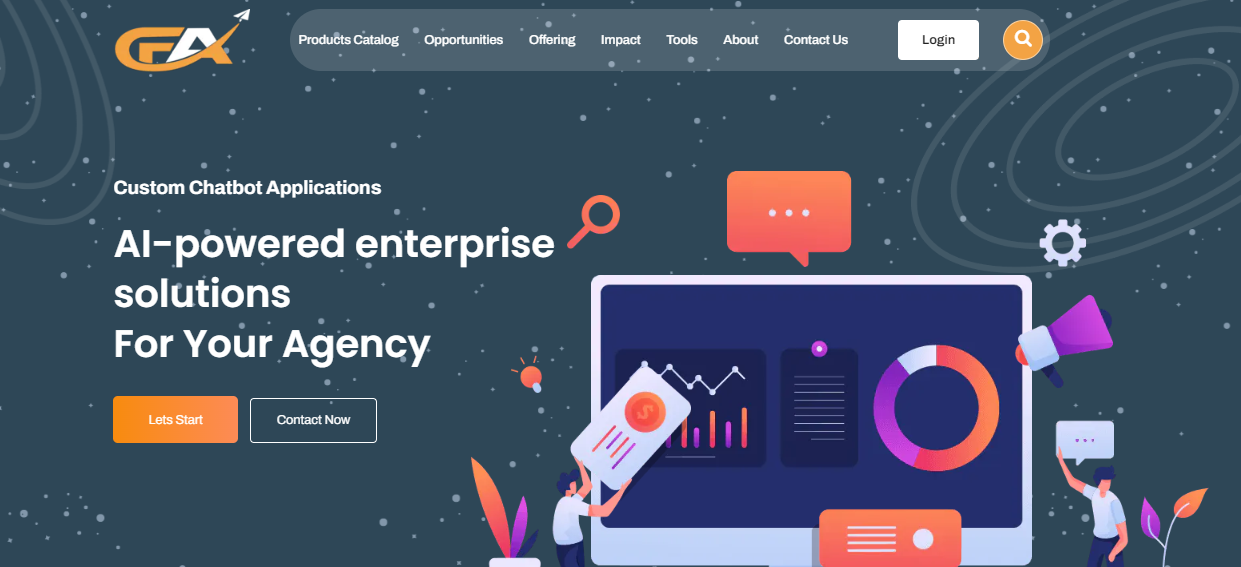 GFA
Products Catalog Opportunities Offering Impact Tools About Contact Us Login
Custom Chatbot Applications
AI-powered enterprise
solutions
For Your Agency
Lets Start Contact Now